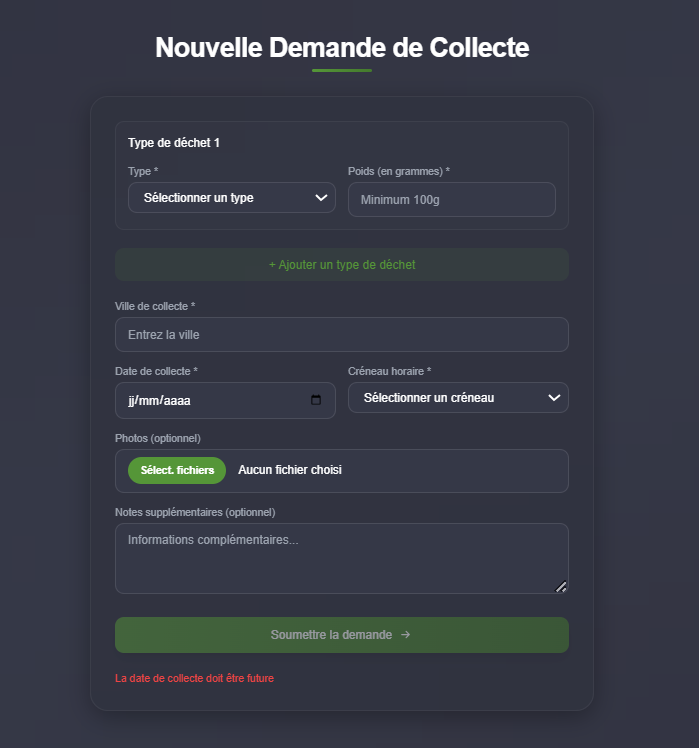 Nouvelle Demande de Collecte
Type de déchet 1
Type * Poids (en grammes) *
Sélectionner un type Minimum 100g
+ Ajouter un type de déchet
Ville de collecte *
Entrez la ville
Date de collecte * Créneau horaire *
jj/mm/aaaa Sélectionner un créneau
Photos (optionnel)
Sélect. fichiers Aucun fichier choisi
Notes supplémentaires (optionnel)
Informations complémentaires...
Soumettre la demande →
La date de collecte doit être future